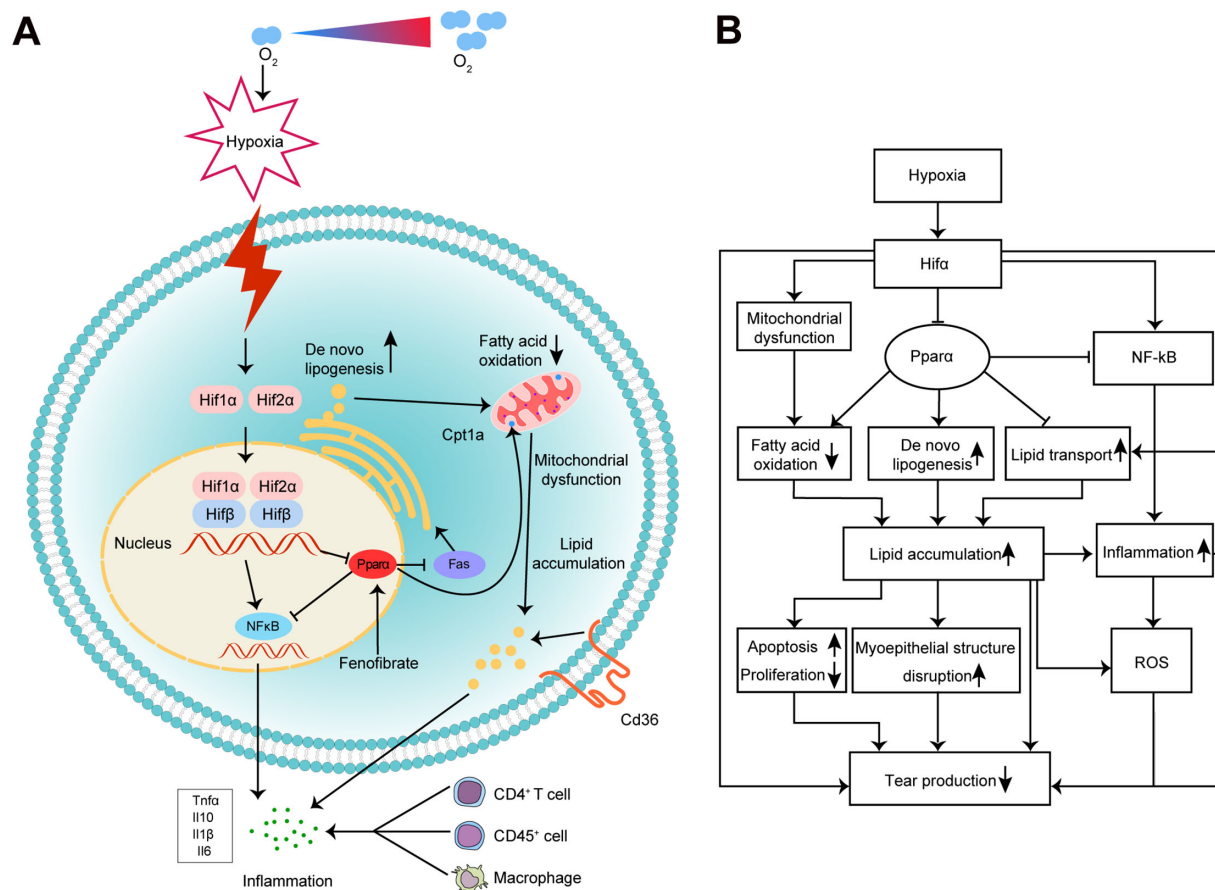 A
O2
O2
Hypoxia
De novo
lipogenesis
Fatty acid
oxidation
Hif1α
Hif2α
Cpt1a
Mitochondrial
dysfunction
Hif1α
Hif2α
Hifβ
Hifβ
Nucleus
Lipid
accumulation
Pparα
Fas
NFκB
Fenofibrate
Cd36
Tnfα
Il10
Il1β
Il6
Inflammation
CD4+ T cell
CD45+ cell
Macrophage
B
Hypoxia
Hifα
Mitochondrial
dysfunction
Pparα
NF-kB
Fatty acid
oxidation
De novo
lipogenesis
Lipid transport
Lipid accumulation
Inflammation
Apoptosis
Proliferation
Myoepithelial structure
disruption
ROS
Tear production